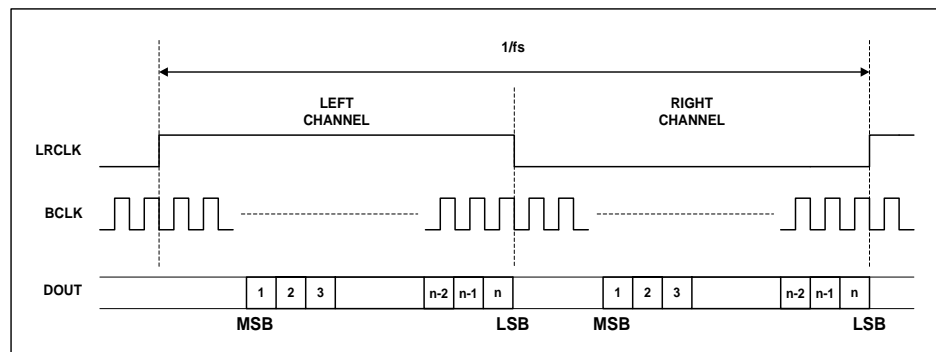 1/fs
LEFT
CHANNEL
RIGHT
CHANNEL
LRCLK
BCLK
DOUT
1 2 3 n-2 n-1 n 1 2 3 n-2 n-1 n
MSB LSB MSB LSB